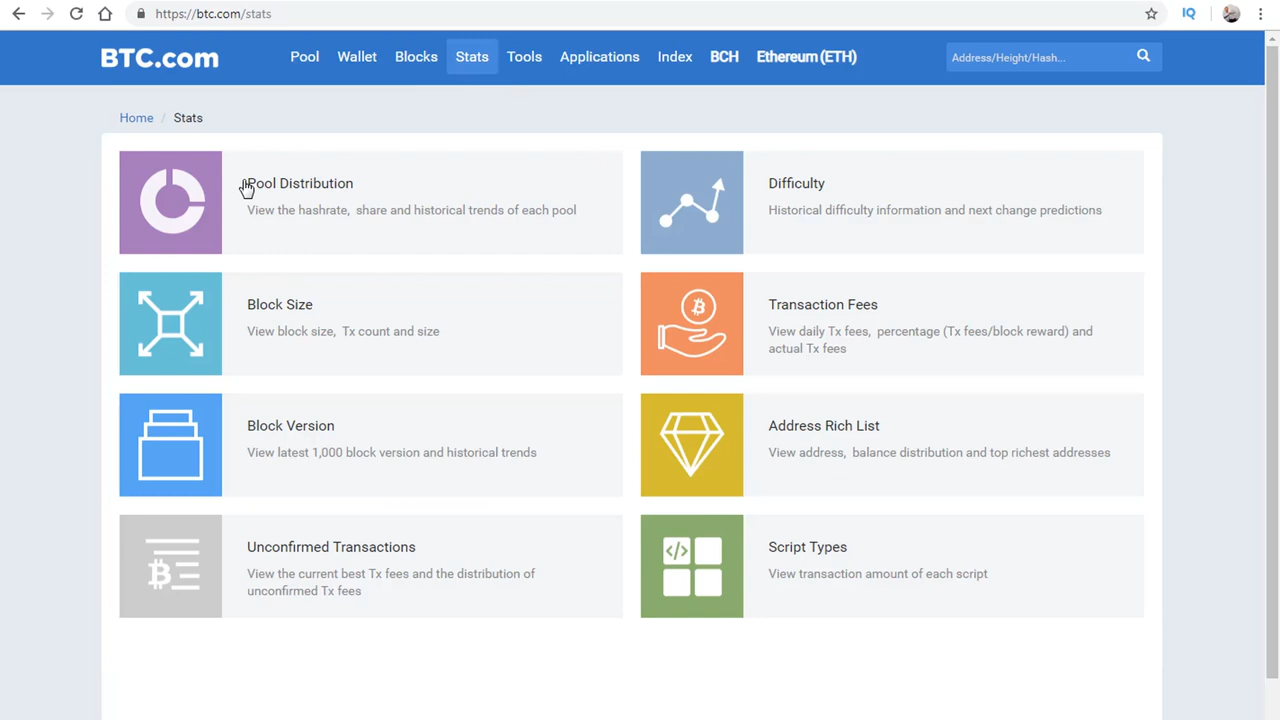 https://btc.com/stats
IQ
BTC.com
Pool
Wallet
Blocks
Stats
Tools
Applications
Index
BCH
Ethereum (ETH)
Address/Height/Hash...
Home / Stats
Pool Distribution
View the hashrate, share and historical trends of each pool
Difficulty
Historical difficulty information and next change predictions
Block Size
View block size, Tx count and size
Transaction Fees
View daily Tx fees, percentage (Tx fees/block reward) and
actual Tx fees
Block Version
View latest 1,000 block version and historical trends
Address Rich List
View address, balance distribution and top richest addresses
Unconfirmed Transactions
View the current best Tx fees and the distribution of
unconfirmed Tx fees
Script Types
View transaction amount of each script